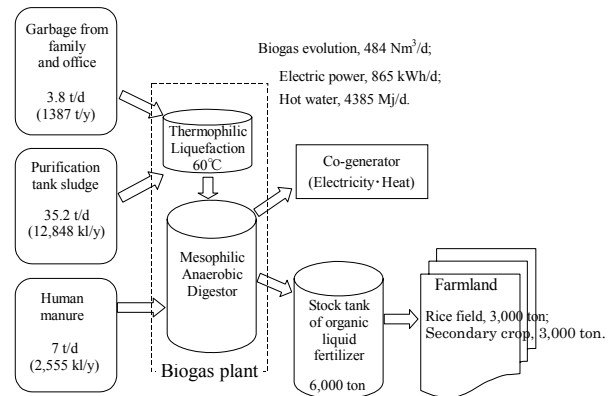 Garbage from
family
and office
3.8 t/d
(1387 t/y)
Purification
tank sludge
35.2 t/d
(12,848 kl/y)
Human
manure
7 t/d
(2,555 kl/y)
Thermophilic
Liquefaction
60℃
Mesophilic
Anaerobic
Digestor
Biogas plant
Biogas evolution, 484 Nm³/d;
Electric power, 865 kWh/d;
Hot water, 4385 Mj/d.
Co-generator
(Electricity・Heat)
Stock tank
of organic
liquid
fertilizer
6,000 ton
Farmland
Rice field, 3,000 ton;
Secondary crop, 3,000 ton.